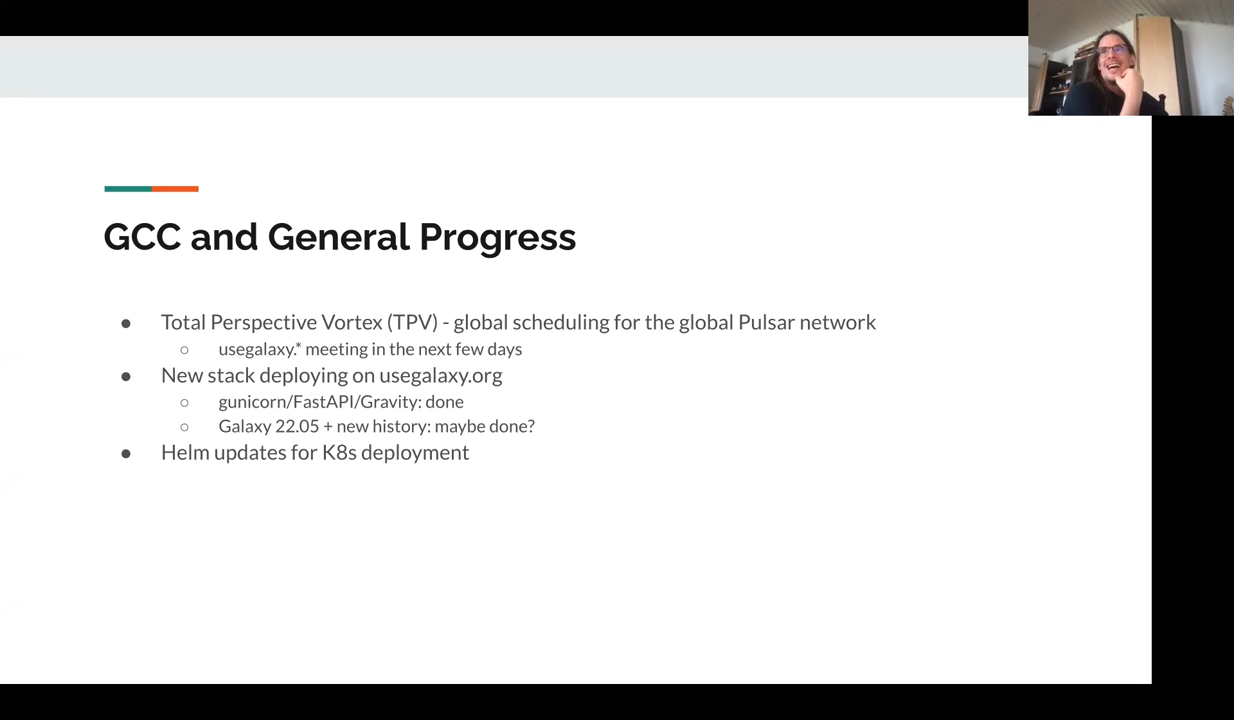 GCC and General Progress
● Total Perspective Vortex (TPV) - global scheduling for the global Pulsar network
○ usegalaxy.* meeting in the next few days
● New stack deploying on usegalaxy.org
○ gunicorn/FastAPI/Gravity: done
○ Galaxy 22.05 + new history: maybe done?
● Helm updates for K8s deployment